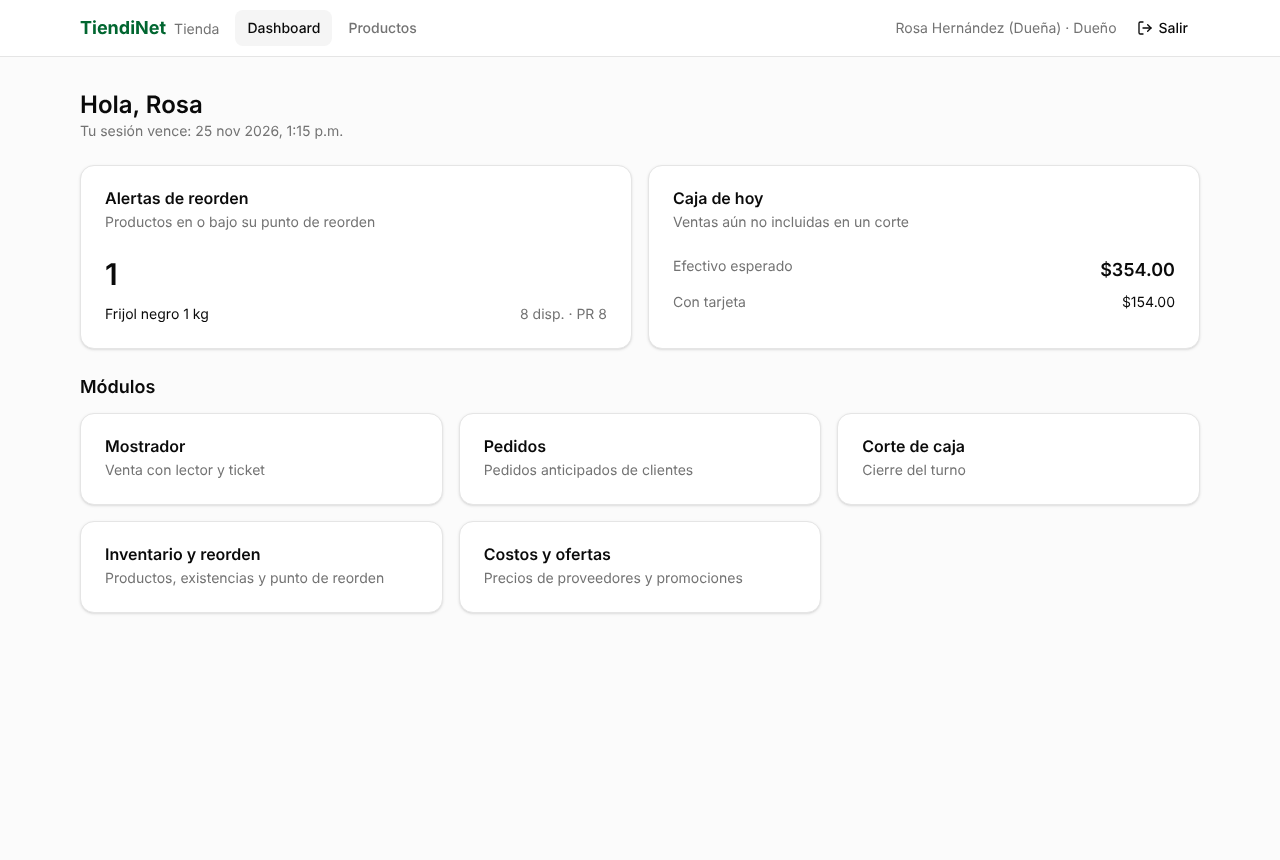 TiendiNet Tienda Dashboard Productos Rosa Hernández (Dueña) · Dueño Salir
Hola, Rosa
Tu sesión vence: 25 nov 2026, 1:15 p.m.
Alertas de reorden
Productos en o bajo su punto de reorden
1
Frijol negro 1 kg 8 disp. · PR 8
Caja de hoy
Ventas aún no incluidas en un corte
Efectivo esperado $354.00
Con tarjeta $154.00
Módulos
Mostrador
Venta con lector y ticket
Pedidos
Pedidos anticipados de clientes
Corte de caja
Cierre del turno
Inventario y reorden
Productos, existencias y punto de reorden
Costos y ofertas
Precios de proveedores y promociones